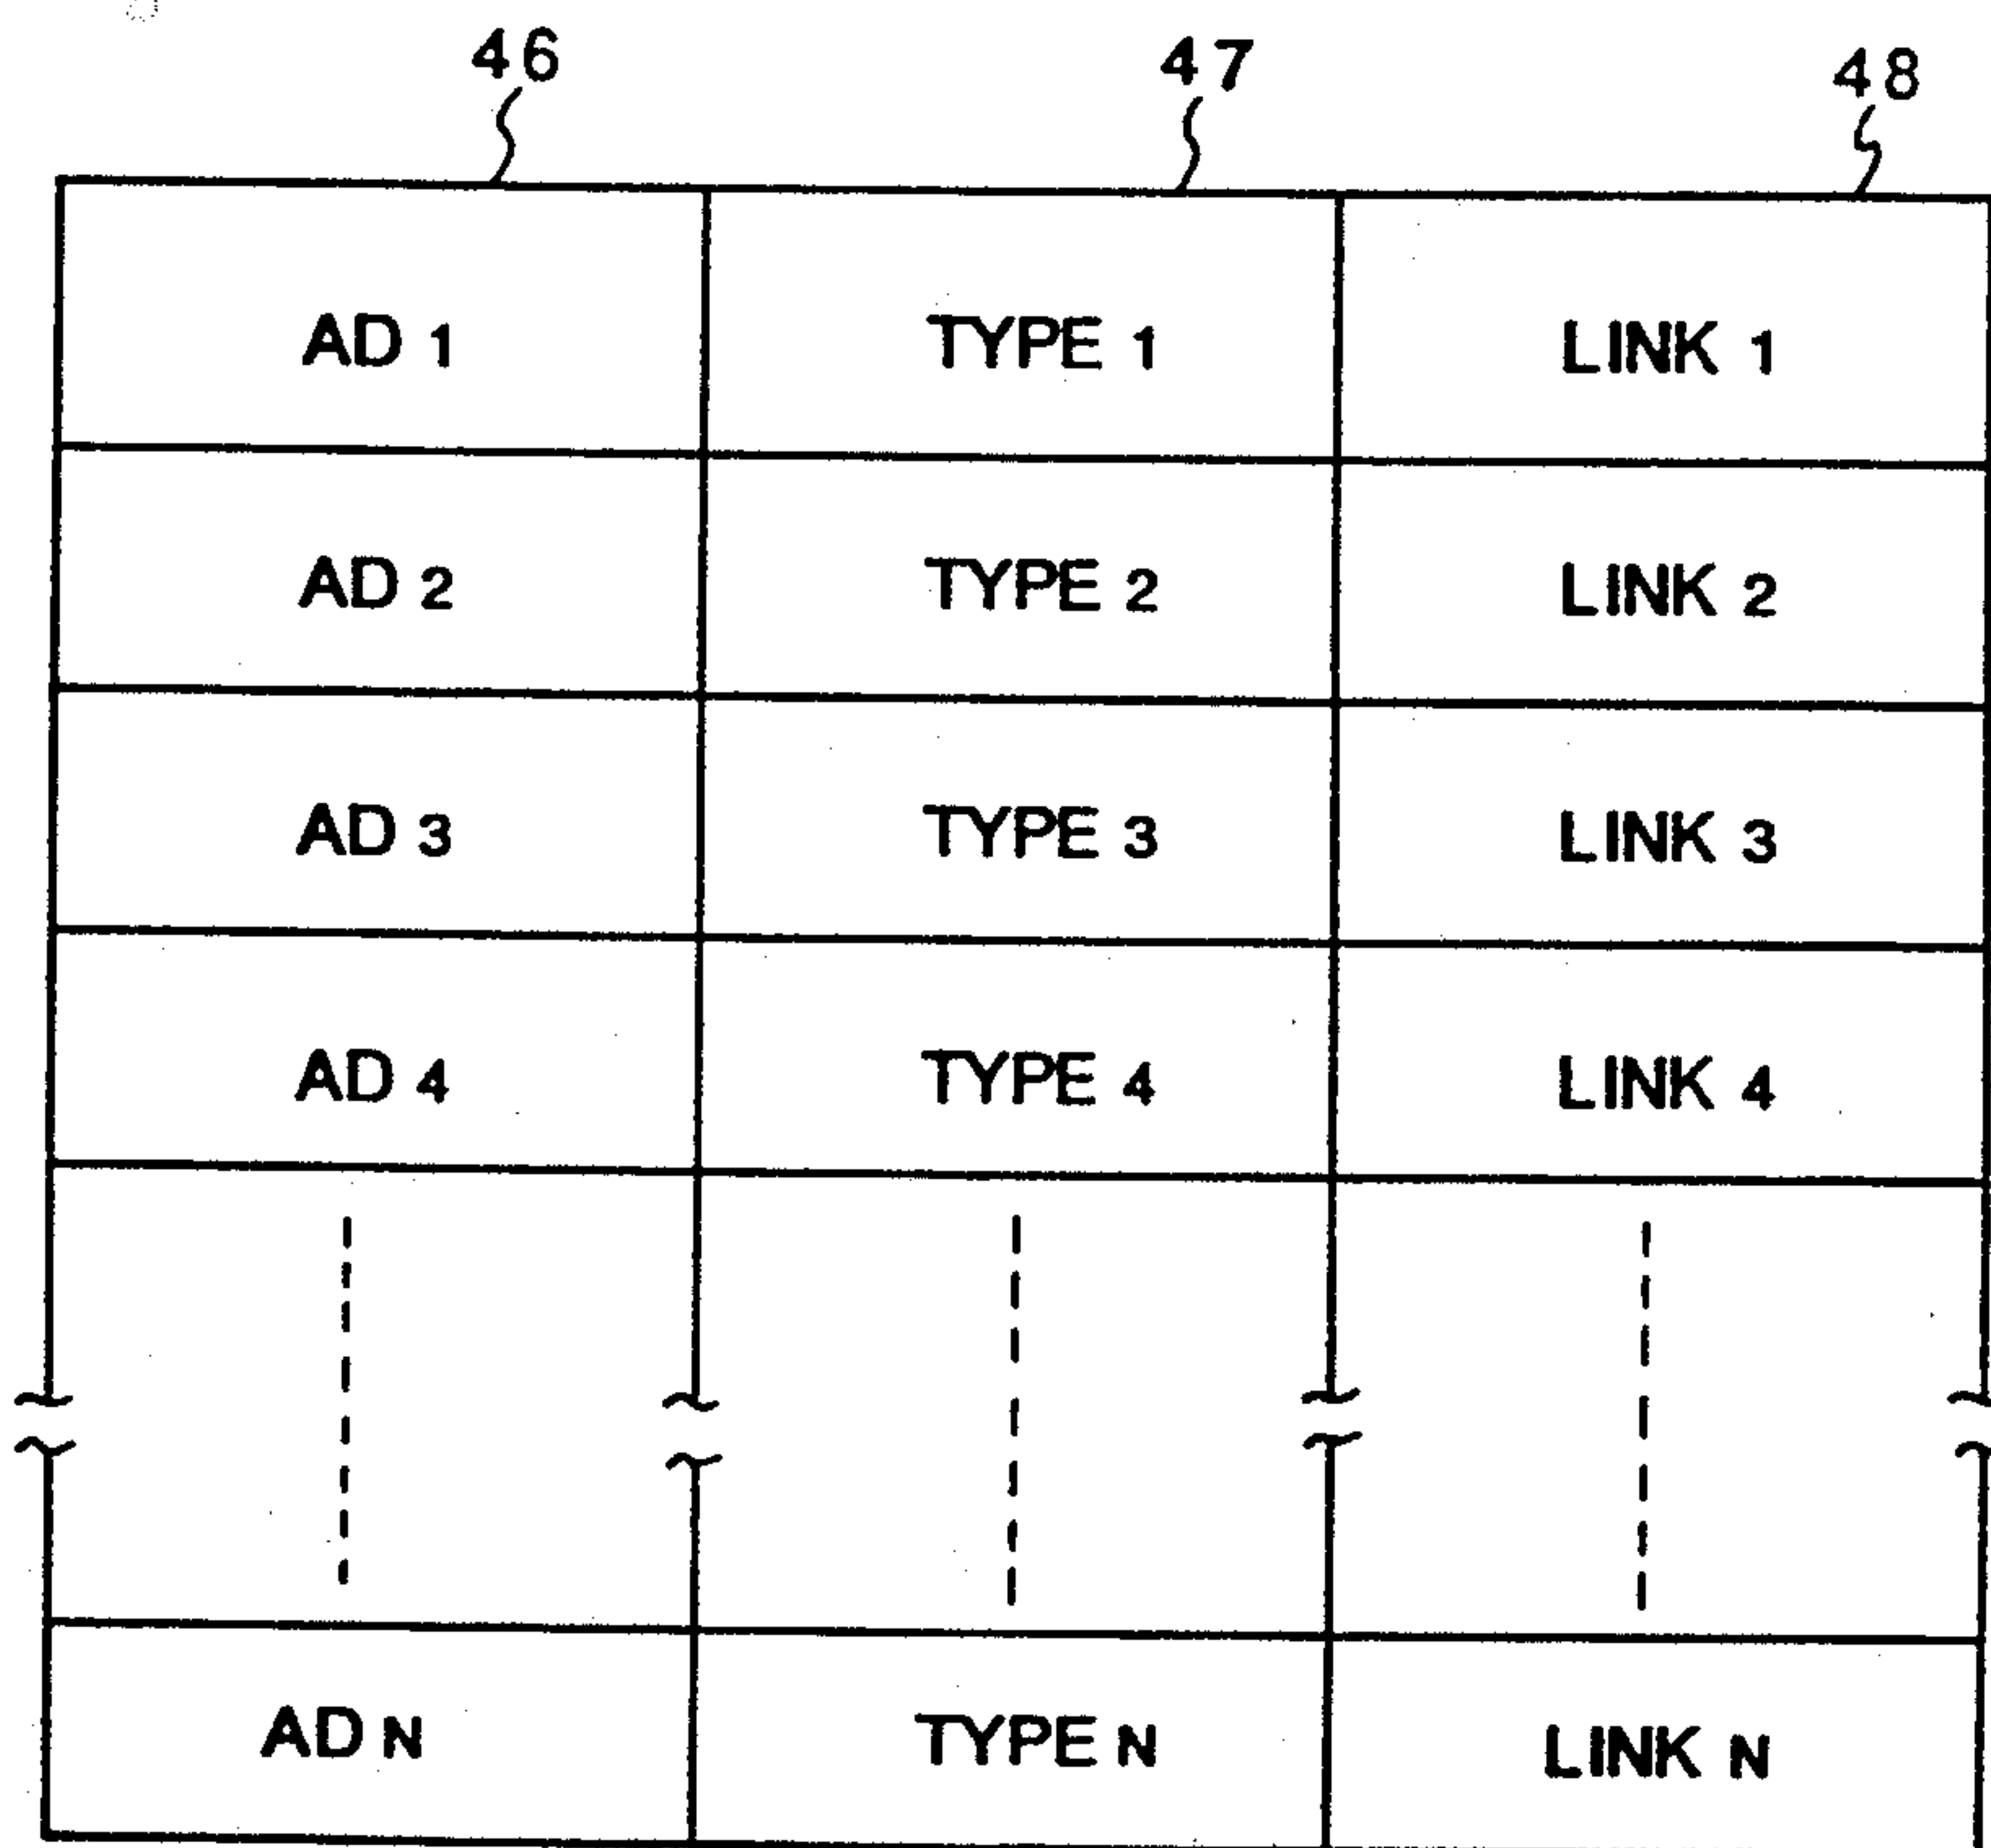 46 47 48
AD 1 TYPE 1 LINK 1
AD 2 TYPE 2 LINK 2
AD 3 TYPE 3 LINK 3
AD 4 TYPE 4 LINK 4
AD N TYPE N LINK N